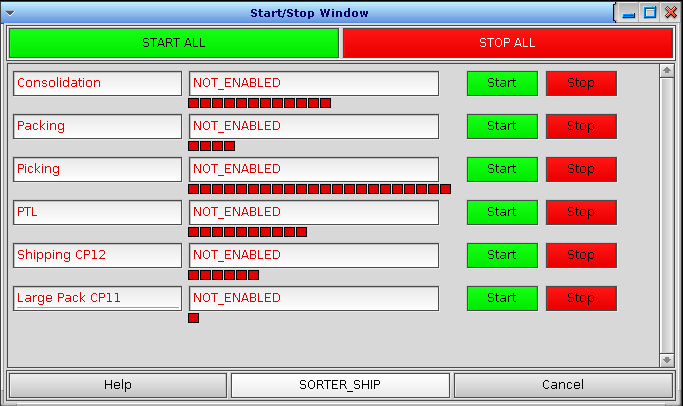 Start/Stop Window
START ALL STOP ALL
Consolidation NOT_ENABLED Start Stop
Packing NOT_ENABLED Start Stop
Picking NOT_ENABLED Start Stop
PTL NOT_ENABLED Start Stop
Shipping CP12 NOT_ENABLED Start Stop
Large Pack CP11 NOT_ENABLED Start Stop
Help SORTER_SHIP Cancel